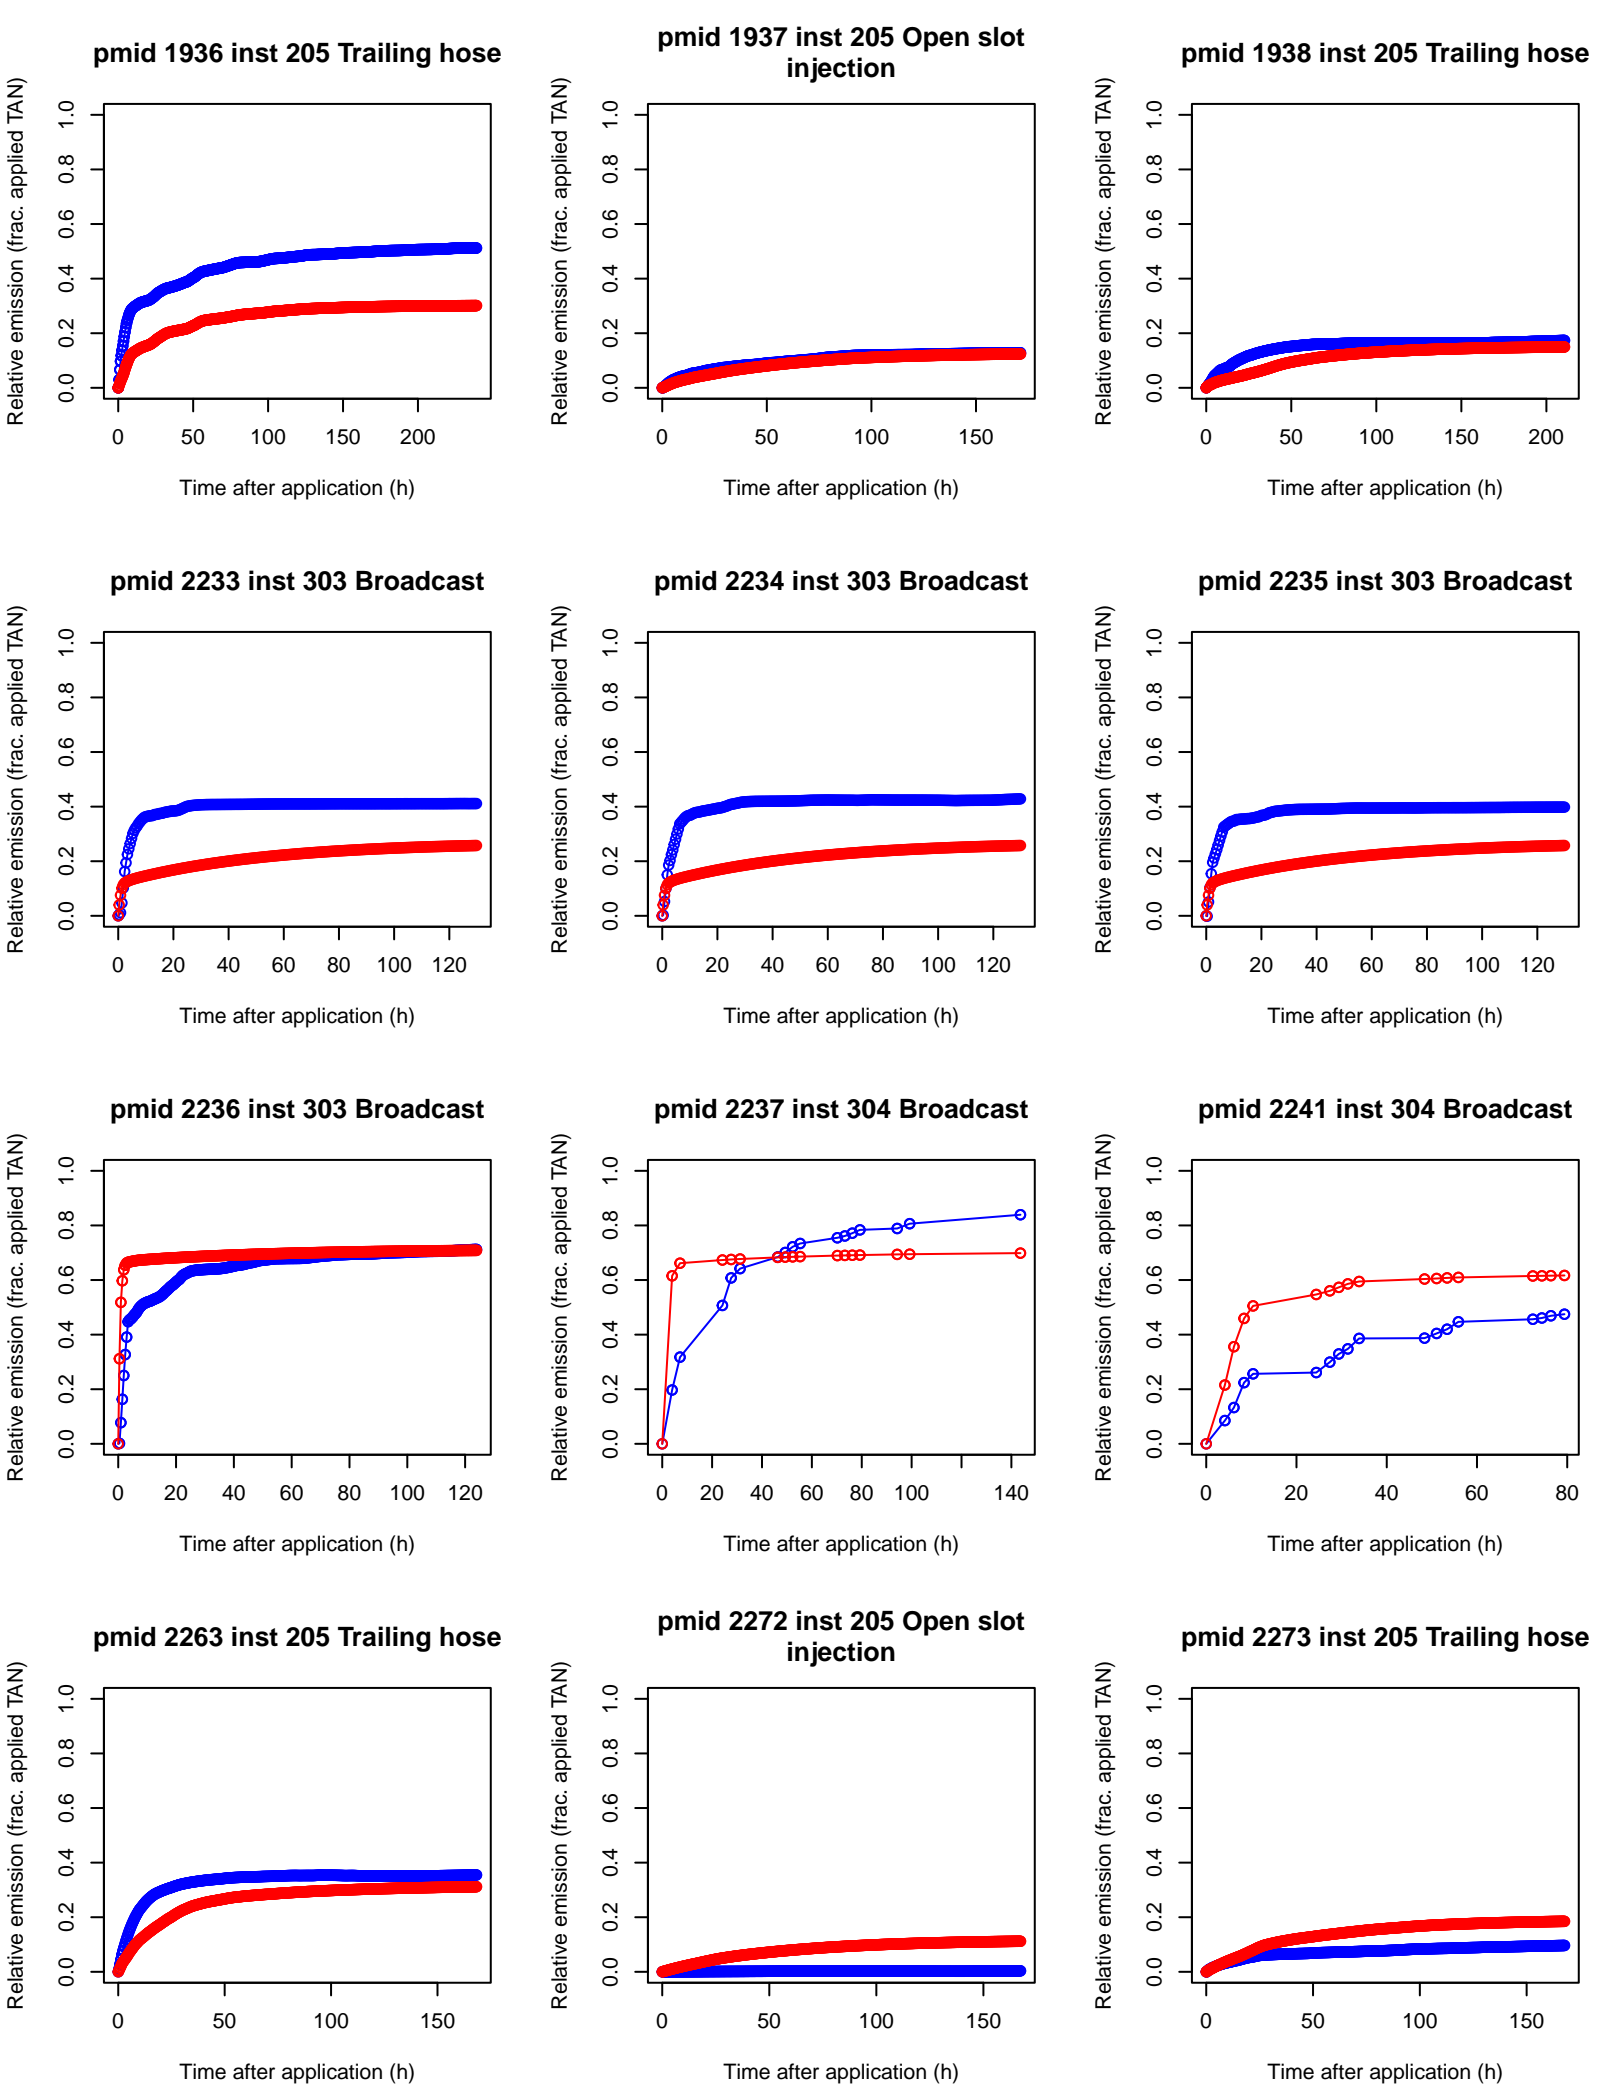 pmid 1936 inst 205 Trailing hose
Relative emission (frac. applied TAN)
0.0 0.2 0.4 0.6 0.8 1.0
0 50 100 150 200
Time after application (h)
pmid 1937 inst 205 Open slot
injection
Relative emission (frac. applied TAN)
0.0 0.2 0.4 0.6 0.8 1.0
0 50 100 150
Time after application (h)
pmid 1938 inst 205 Trailing hose
Relative emission (frac. applied TAN)
0.0 0.2 0.4 0.6 0.8 1.0
0 50 100 150 200
Time after application (h)
pmid 2233 inst 303 Broadcast
Relative emission (frac. applied TAN)
0.0 0.2 0.4 0.6 0.8 1.0
0 20 40 60 80 100 120
Time after application (h)
pmid 2234 inst 303 Broadcast
Relative emission (frac. applied TAN)
0.0 0.2 0.4 0.6 0.8 1.0
0 20 40 60 80 100 120
Time after application (h)
pmid 2235 inst 303 Broadcast
Relative emission (frac. applied TAN)
0.0 0.2 0.4 0.6 0.8 1.0
0 20 40 60 80 100 120
Time after application (h)
pmid 2236 inst 303 Broadcast
Relative emission (frac. applied TAN)
0.0 0.2 0.4 0.6 0.8 1.0
0 20 40 60 80 100 120
Time after application (h)
pmid 2237 inst 304 Broadcast
Relative emission (frac. applied TAN)
0.0 0.2 0.4 0.6 0.8 1.0
0 20 40 60 80 100 140
Time after application (h)
pmid 2241 inst 304 Broadcast
Relative emission (frac. applied TAN)
0.0 0.2 0.4 0.6 0.8 1.0
0 20 40 60 80
Time after application (h)
pmid 2263 inst 205 Trailing hose
Relative emission (frac. applied TAN)
0.0 0.2 0.4 0.6 0.8 1.0
0 50 100 150
Time after application (h)
pmid 2272 inst 205 Open slot
injection
Relative emission (frac. applied TAN)
0.0 0.2 0.4 0.6 0.8 1.0
0 50 100 150
Time after application (h)
pmid 2273 inst 205 Trailing hose
Relative emission (frac. applied TAN)
0.0 0.2 0.4 0.6 0.8 1.0
0 50 100 150
Time after application (h)